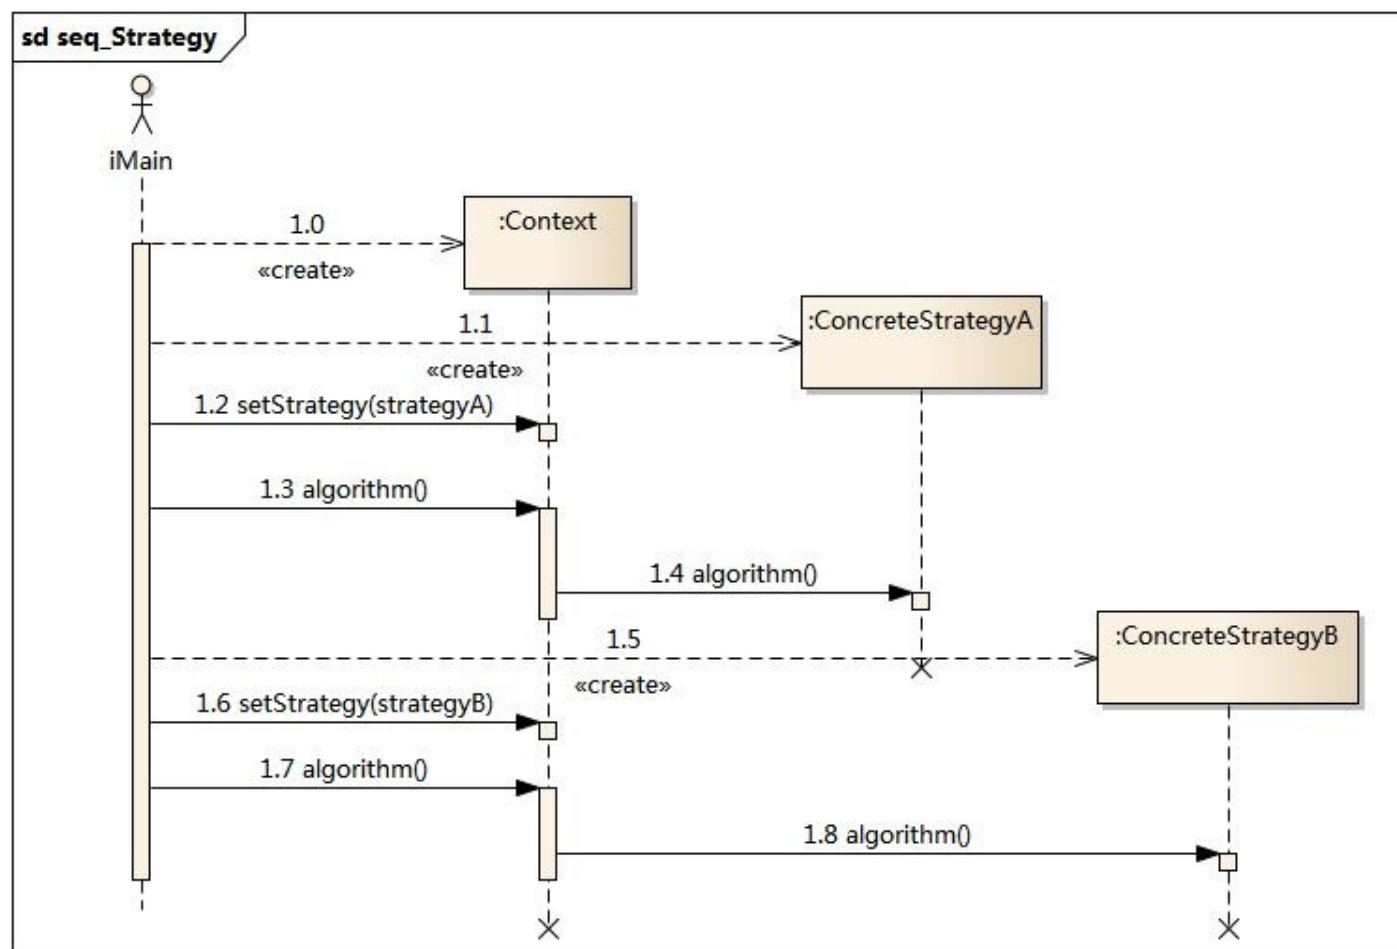 sd seq_Strategy
iMain
1.0
«create»
:Context
1.1
«create»
:ConcreteStrategyA
1.2 setStrategy(strategyA)
1.3 algorithm()
1.4 algorithm()
1.5
«create»
:ConcreteStrategyB
1.6 setStrategy(strategyB)
1.7 algorithm()
1.8 algorithm()